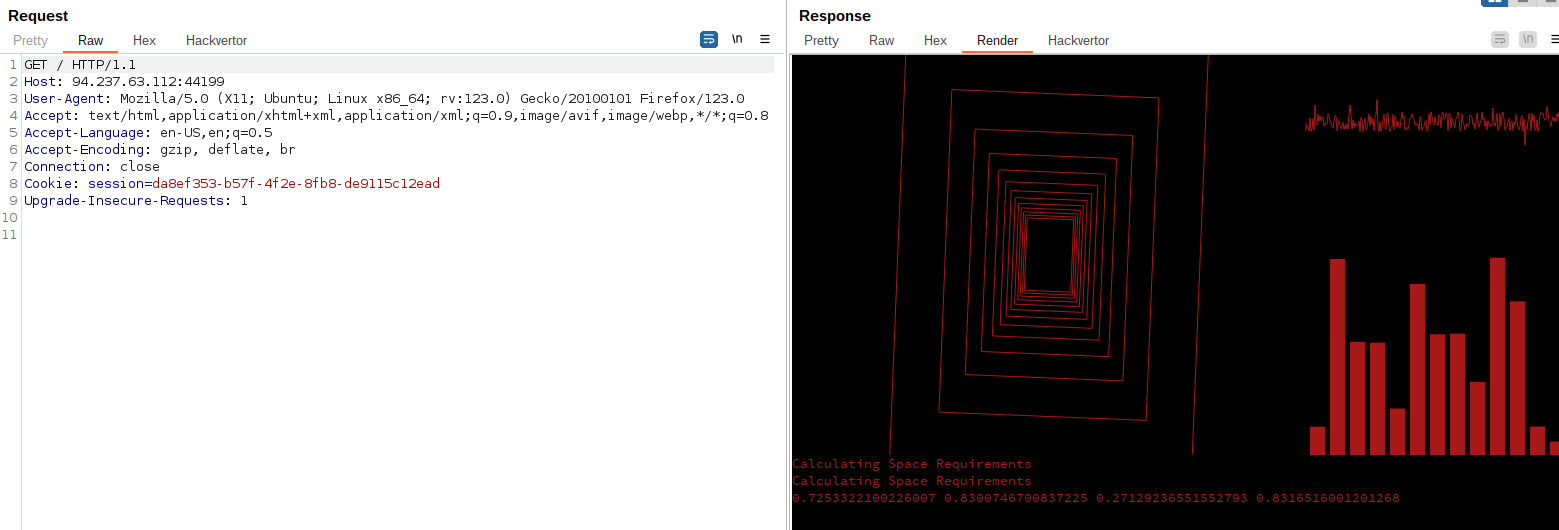 Request
Pretty Raw Hex Hackvertor \n
1 GET / HTTP/1.1
2 Host: 94.237.63.112:44199
3 User-Agent: Mozilla/5.0 (X11; Ubuntu; Linux x86_64; rv:123.0) Gecko/20100101 Firefox/123.0
4 Accept: text/html,application/xhtml+xml,application/xml;q=0.9,image/avif,image/webp,*/*;q=0.8
5 Accept-Language: en-US,en;q=0.5
6 Accept-Encoding: gzip, deflate, br
7 Connection: close
8 Cookie: session=da8ef353-b57f-4f2e-8fb8-de9115c12ead
9 Upgrade-Insecure-Requests: 1
10
11
Response
Pretty Raw Hex Render Hackvertor \n
Calculating Space Requirements
Calculating Space Requirements
0.7253322100226007 0.8300746700837225 0.27129236551552793 0.8316516001201268